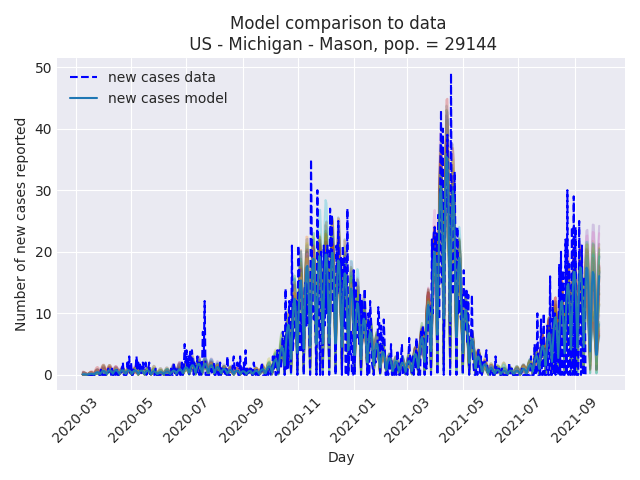 Model comparison to data
US - Michigan - Mason, pop. = 29144
new cases data
new cases model
Number of new cases reported
50
40
30
20
10
0
2020-03
2020-05
2020-07
2020-09
2020-11
2021-01
2021-03
2021-05
2021-07
2021-09
Day